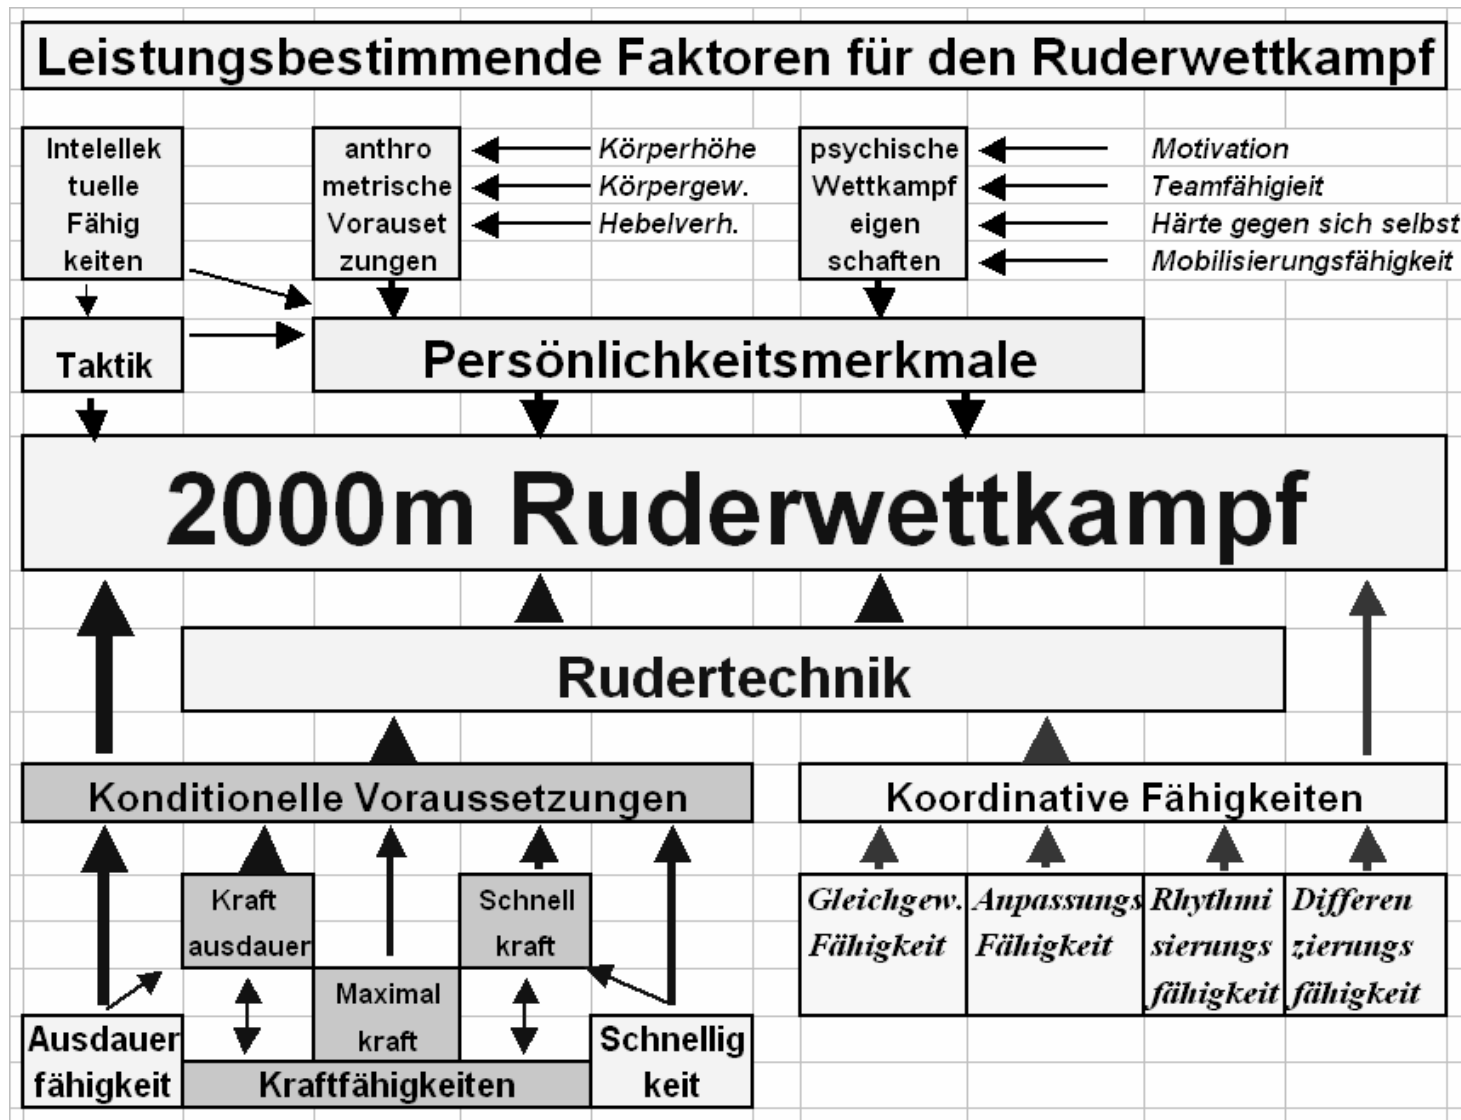 Leistungsbestimmende Faktoren für den Ruderwettkampf
Intelellek
tuelle
Fähig
keiten
anthro
metrische
Vorauset
zungen
Körperhöhe
Körpergew.
Hebelverh.
psychische
Wettkampf
eigen
schaften
Motivation
Teamfähigieit
Härte gegen sich selbst
Mobilisierungsfähigkeit
Taktik
Persönlichkeitsmerkmale
2000m Ruderwettkampf
Rudertechnik
Konditionelle Voraussetzungen
Koordinative Fähigkeiten
Kraft
ausdauer
Schnell
kraft
Maximal
kraft
Ausdauer
fähigkeit
Kraftfähigkeiten
Schnellig
keit
Gleichgew.
Fähigkeit
Anpassungs
Fähigkeit
Rhythmi
sierungs
fähigkeit
Differen
zierungs
fähigkeit